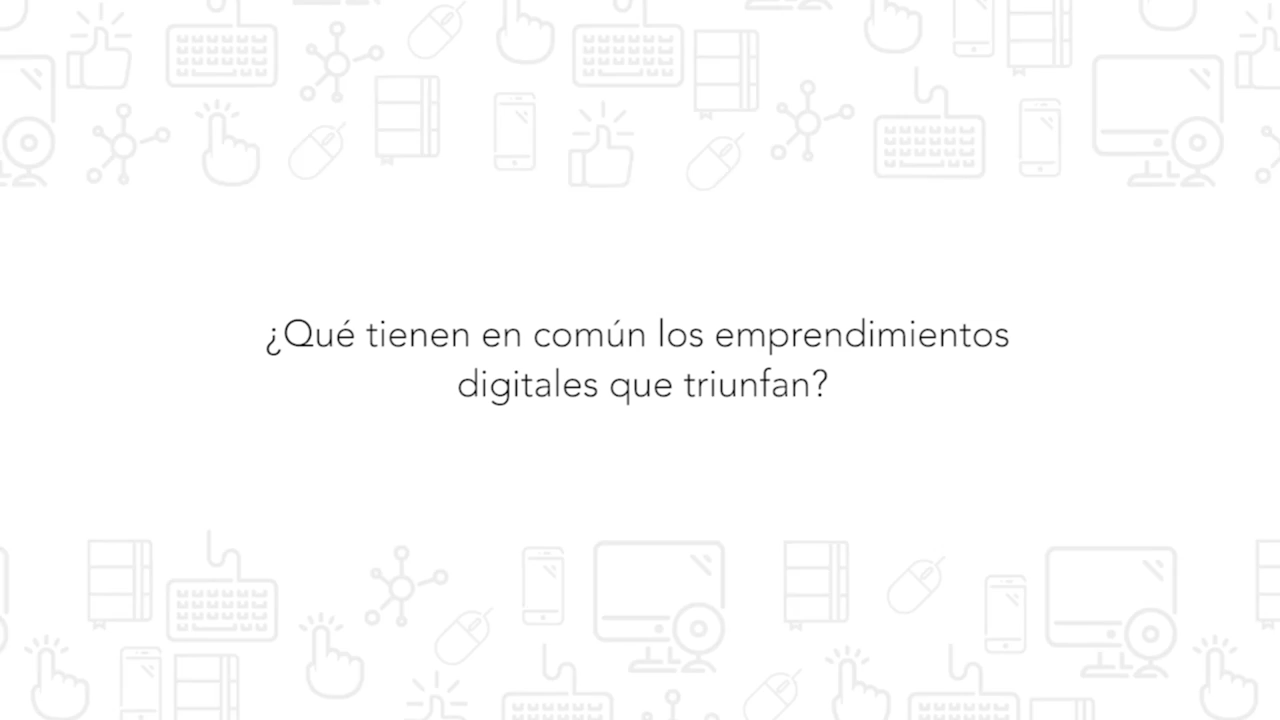 ¿Qué tienen en común los emprendimientos
digitales que triunfan?